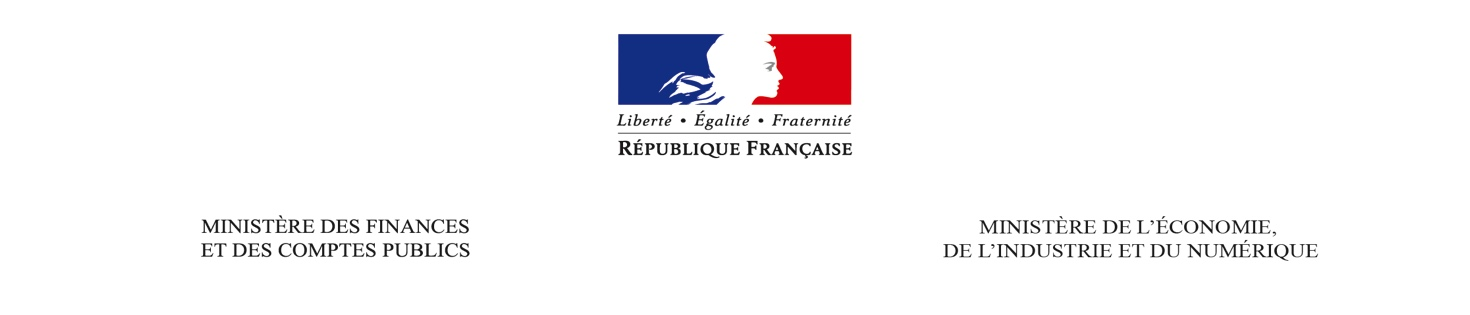 Liberté • Égalité • Fraternité
RÉPUBLIQUE FRANÇAISE
MINISTÈRE DES FINANCES
ET DES COMPTES PUBLICS
MINISTÈRE DE L’ÉCONOMIE,
DE L’INDUSTRIE ET DU NUMÉRIQUE